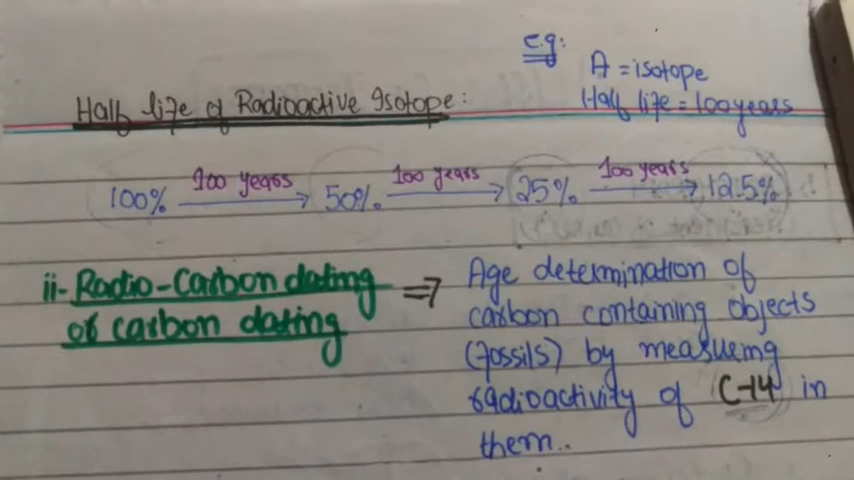 e.g:
A = isotope
Half life of Radioactive Isotope:
Half life = 100 years
100% 100 years → 50%. 100 years → 25% 100 years → 12.5%
ii- Radio-Carbon dating ⇒ Age determination of
or carbon dating
carbon containing objects
(fossils) by measuring
radioactivity of C-14 in
them..